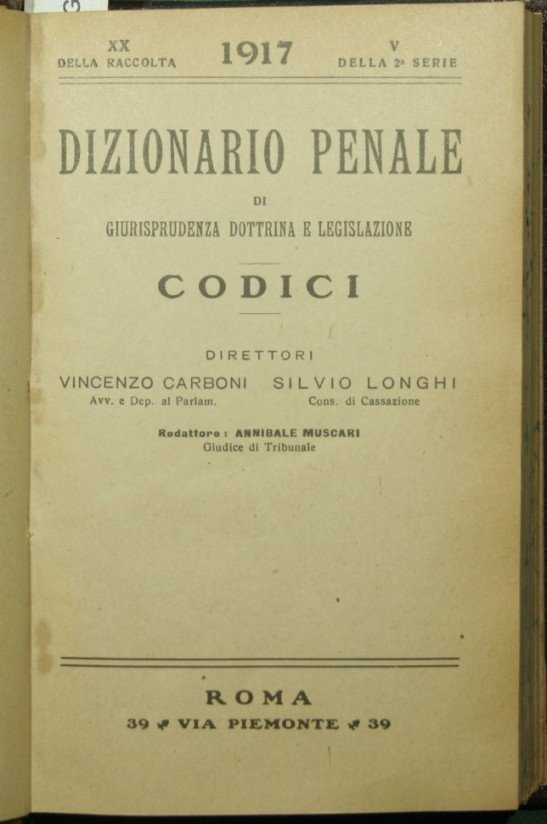 XX 1917 V
DELLA RACCOLTA DELLA 2ª SERIE
DIZIONARIO PENALE
DI
GIURISPRUDENZA DOTTRINA E LEGISLAZIONE
CODICI
DIRETTORI
VINCENZO CARBONI SILVIO LONGHI
Avv. e Dep. al Parlam. Cons. di Cassazione
Redattore: ANNIBALE MUSCARI
Giudice di Tribunale
ROMA
39 VIA PIEMONTE 39
G